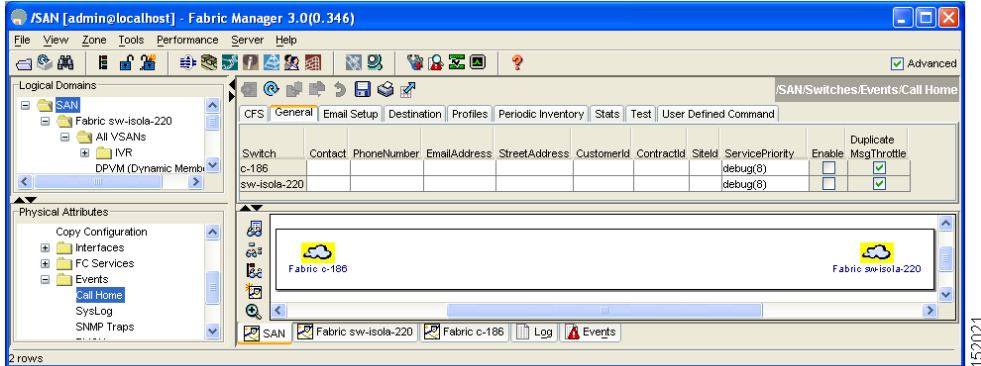 /SAN [admin@localhost] - Fabric Manager 3.0(0.346)
File View Zone Tools Performance Server Help
Advanced
Logical Domains
SAN
Fabric sw-isola-220
All VSANs
IVR
DPVM (Dynamic Membe
/SAN/Switches/Events/Call Home
CFS General Email Setup Destination Profiles Periodic Inventory Stats Test User Defined Command
Switch Contact PhoneNumber EmailAddress StreetAddress CustomerId ContractId SiteId ServicePriority Enable Duplicate MsgThrottle
c-186 debug(8)
sw-isola-220 debug(8)
Physical Attributes
Copy Configuration
Interfaces
FC Services
Events
Call Home
SysLog
SNMP Traps
Fabric c-186
Fabric sw-isola-220
SAN Fabric sw-isola-220 Fabric c-186 Log Events
2 rows
152021